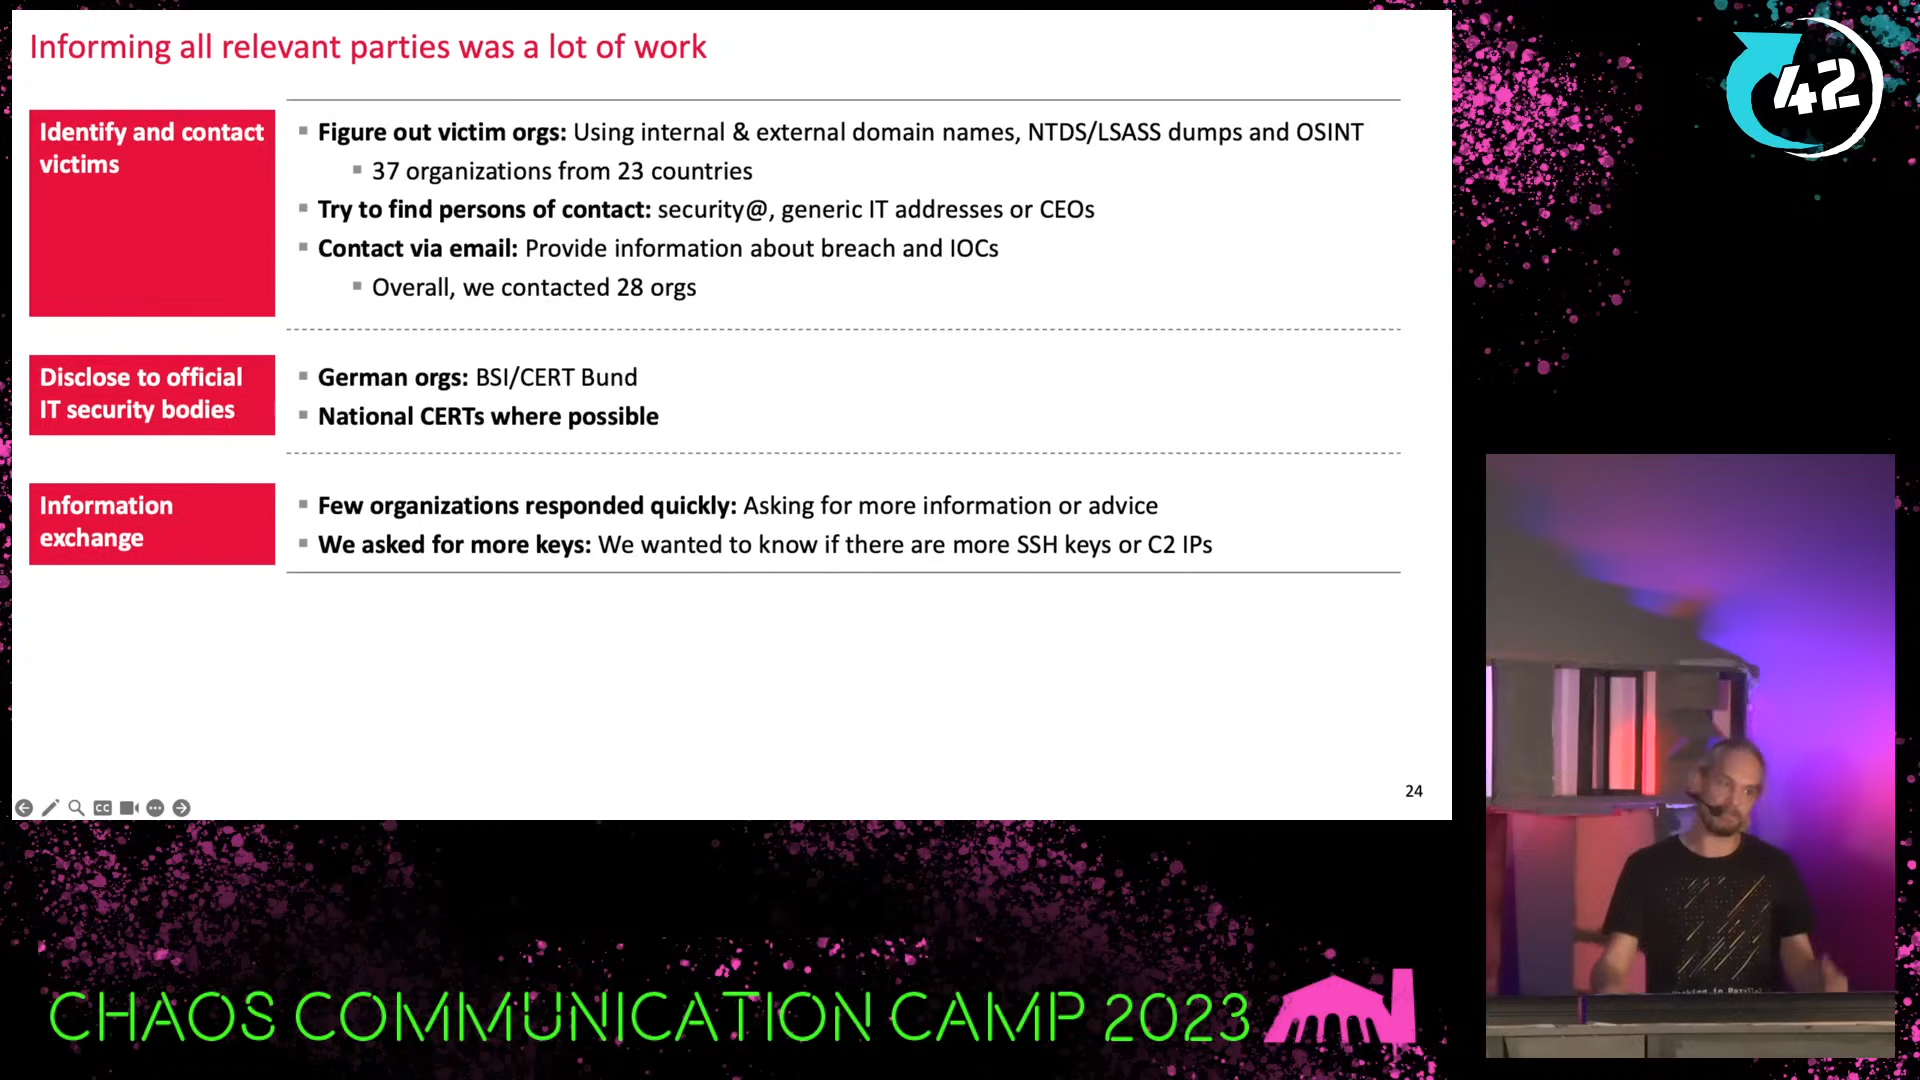 Informing all relevant parties was a lot of work
Identify and contact
victims
Figure out victim orgs: Using internal & external domain names, NTDS/LSASS dumps and OSINT
37 organizations from 23 countries
Try to find persons of contact: security@, generic IT addresses or CEOs
Contact via email: Provide information about breach and IOCs
Overall, we contacted 28 orgs
Disclose to official
IT security bodies
German orgs: BSI/CERT Bund
National CERTs where possible
Information
exchange
Few organizations responded quickly: Asking for more information or advice
We asked for more keys: We wanted to know if there are more SSH keys or C2 IPs
CC
24
42
CHAOS COMMUNICATION CAMP 2023